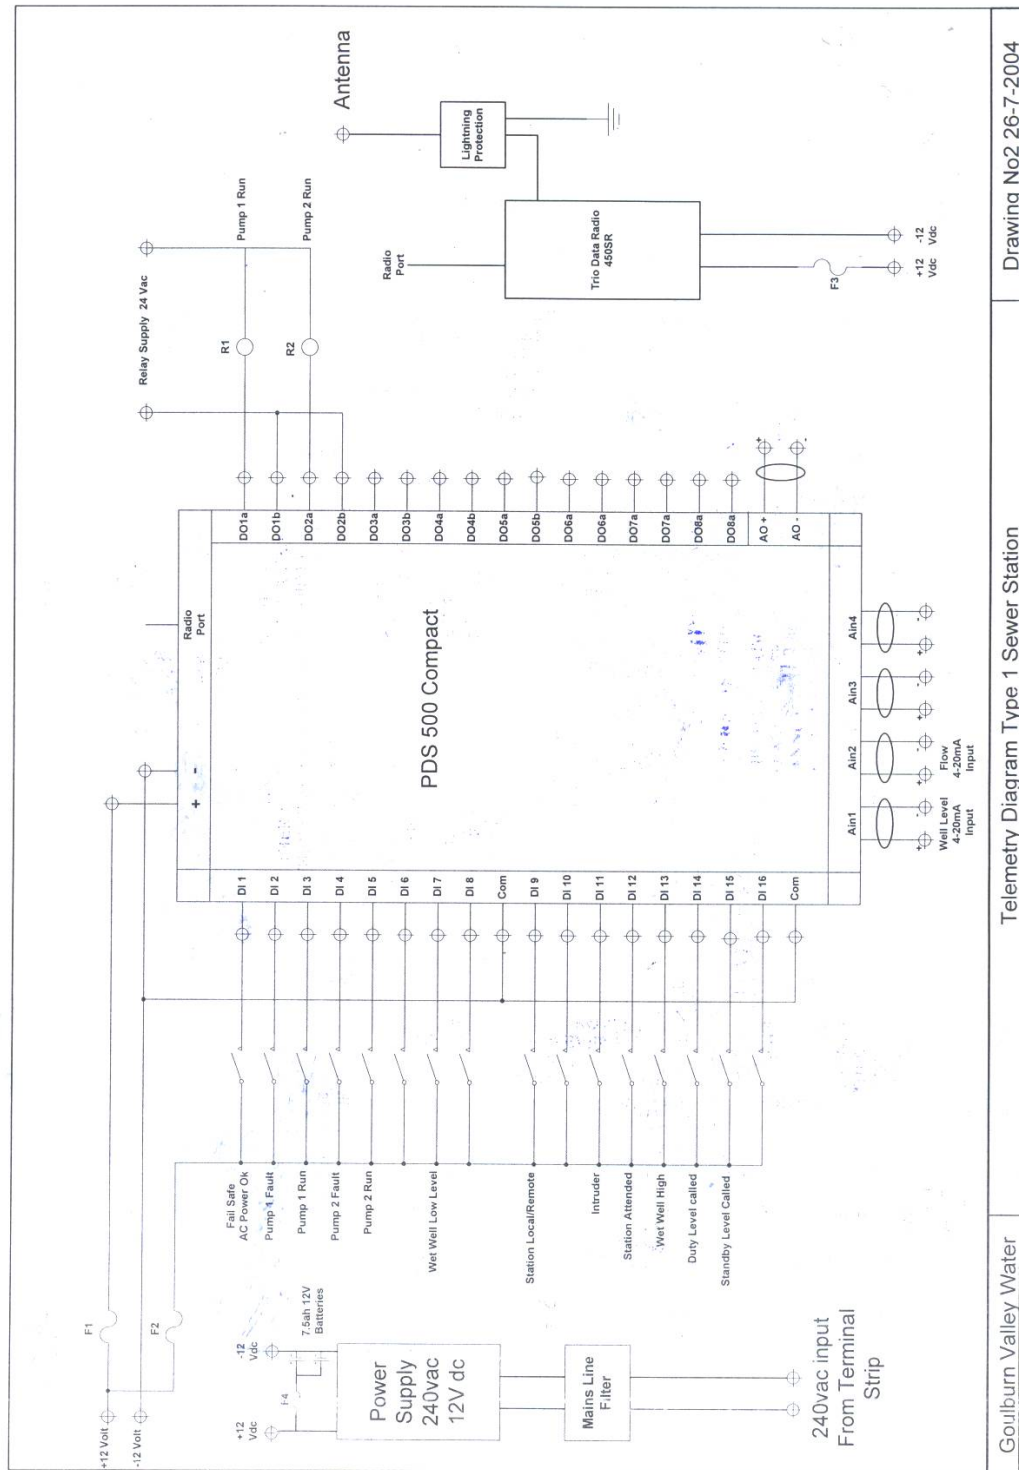 Antenna
Lightning
Protection
Pump 1 Run
Pump 2 Run
Relay Supply 24 Vac
R1
R2
Radio
Port
Trio Data Radio
450SR
F3
+12
Vdc
-12
Vdc
DO1a
DO1b
DO2a
DO2b
DO3a
DO3b
DO4a
DO4b
DO5a
DO5b
DO6a
DO6a
DO7a
DO7a
DO8a
DO8a
AO +
AO -
+
-
Radio
Port
+ -
PDS 500 Compact
Ain1
Ain2
Ain3
Ain4
+ -
+ -
+ -
+ -
Well Level
4-20mA
Input
Flow
4-20mA
Input
DI 1
DI 2
DI 3
DI 4
DI 5
DI 6
DI 7
DI 8
Com
DI 9
DI 10
DI 11
DI 12
DI 13
DI 14
DI 15
DI 16
Com
Fail Safe
AC Power Ok
Pump 1 Fault
Pump 1 Run
Pump 2 Fault
Pump 2 Run
Wet Well Low Level
Station Local/Remote
Intruder
Station Attended
Wet Well High
Duty Level called
Standby Level Called
F1
F2
+12 Volt
-12 Volt
+12
Vdc
-12
Vdc
F4
7.5ah 12V
Batteries
Power
Supply
240vac
12V dc
Mains Line
Filter
240vac input
From Terminal
Strip
Goulburn Valley Water
Telemetry Diagram Type 1 Sewer Station
Drawing No2 26-7-2004